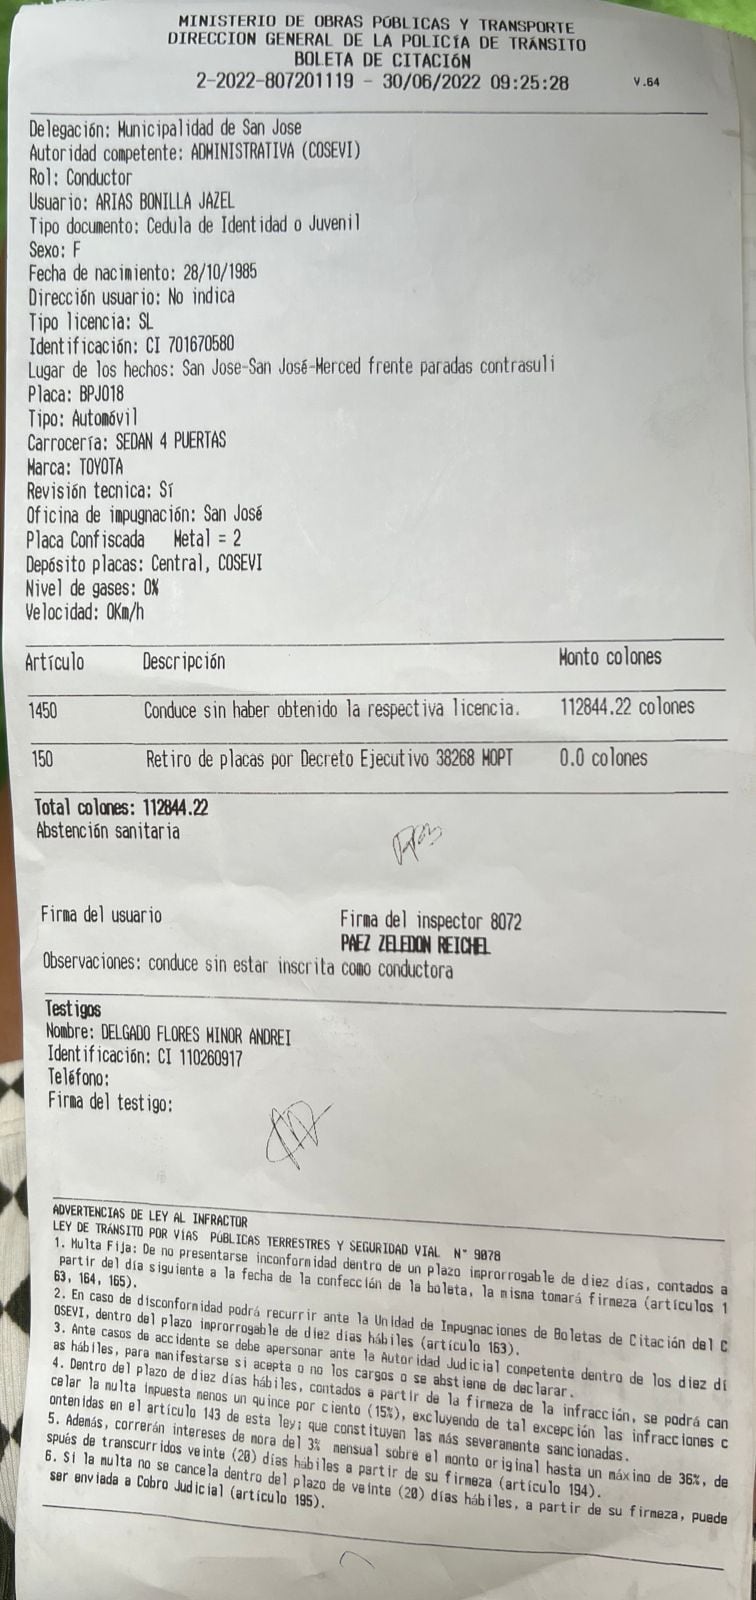 MINISTERIO DE OBRAS PÚBLICAS Y TRANSPORTE
DIRECCION GENERAL DE LA POLICÍA DE TRÁNSITO
BOLETA DE CITACIÓN
2-2022-807201119 - 30/06/2022 09:25:28 V.64
Delegación: Municipalidad de San Jose
Autoridad competente: ADMINISTRATIVA (COSEVI)
Rol: Conductor
Usuario: ARIAS BONILLA JAZEL
Tipo documento: Cedula de Identidad o Juvenil
Sexo: F
Fecha de nacimiento: 28/10/1985
Dirección usuario: No indica
Tipo licencia: SL
Identificación: CI 701670580
Lugar de los hechos: San Jose-San José-Merced frente paradas contrasuli
Placa: BPJ018
Tipo: Automóvil
Carrocería: SEDAN 4 PUERTAS
Marca: TOYOTA
Revisión tecnica: Sí
Oficina de impugnación: San José
Placa Confiscada Metal = 2
Depósito placas: Central, COSEVI
Nivel de gases: 0%
Velocidad: 0Km/h
Artículo Descripción Monto colones
1450 Conduce sin haber obtenido la respectiva licencia. 112844.22 colones
150 Retiro de placas por Decreto Ejecutivo 38268 MOPT 0.0 colones
Total colones: 112844.22
Abstención sanitaria
Firma del usuario Firma del inspector 8072
PAEZ ZELEDON REICHEL
Observaciones: conduce sin estar inscrita como conductora
Testigos
Nombre: DELGADO FLORES MINOR ANDREI
Identificación: CI 110260917
Teléfono:
Firma del testigo:
ADVERTENCIAS DE LEY AL INFRACTOR
LEY DE TRÁNSITO POR VÍAS PÚBLICAS TERRESTRES Y SEGURIDAD VIAL N° 9078
1. Multa Fija: De no presentarse inconformidad dentro de un plazo improrrogable de diez días, contados a
partir del día siguiente a la fecha de la confección de la boleta, la misma tomará firmeza (artículos 1
63, 164, 165).
2. En caso de disconformidad podrá recurrir ante la Unidad de Impugnaciones de Boletas de Citación del C
OSEVI, dentro del plazo improrrogable de diez días hábiles (artículo 163).
3. Ante casos de accidente se debe apersonar ante la Autoridad Judicial competente dentro de los diez dí
as hábiles, para manifestarse si acepta o no los cargos o se abstiene de declarar.
4. Dentro del plazo de diez días hábiles, contados a partir de la firmeza de la infracción, se podrá can
celar la multa impuesta menos un quince por ciento (15%), excluyendo de tal excepción las infracciones c
ontenidas en el artículo 143 de esta ley; que constituyen las más severamente sancionadas.
5. Además, correrán intereses de mora del 3% mensual sobre el monto original hasta un máximo de 36%, de
spués de transcurridos veinte (20) días hábiles a partir de su firmeza (artículo 194).
6. Si la multa no se cancela dentro del plazo de veinte (20) días hábiles, a partir de su firmeza, puede
ser enviada a Cobro Judicial (artículo 195).